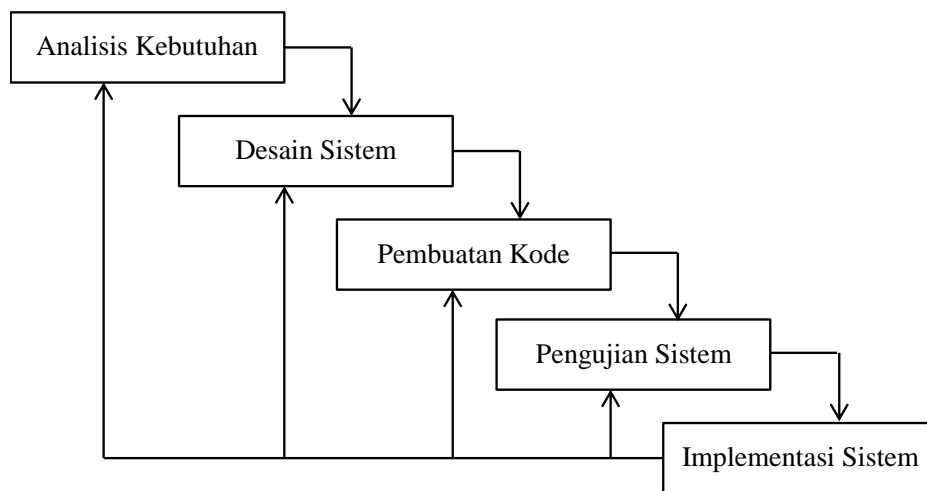 Analisis Kebutuhan
Desain Sistem
Pembuatan Kode
Pengujian Sistem
Implementasi Sistem